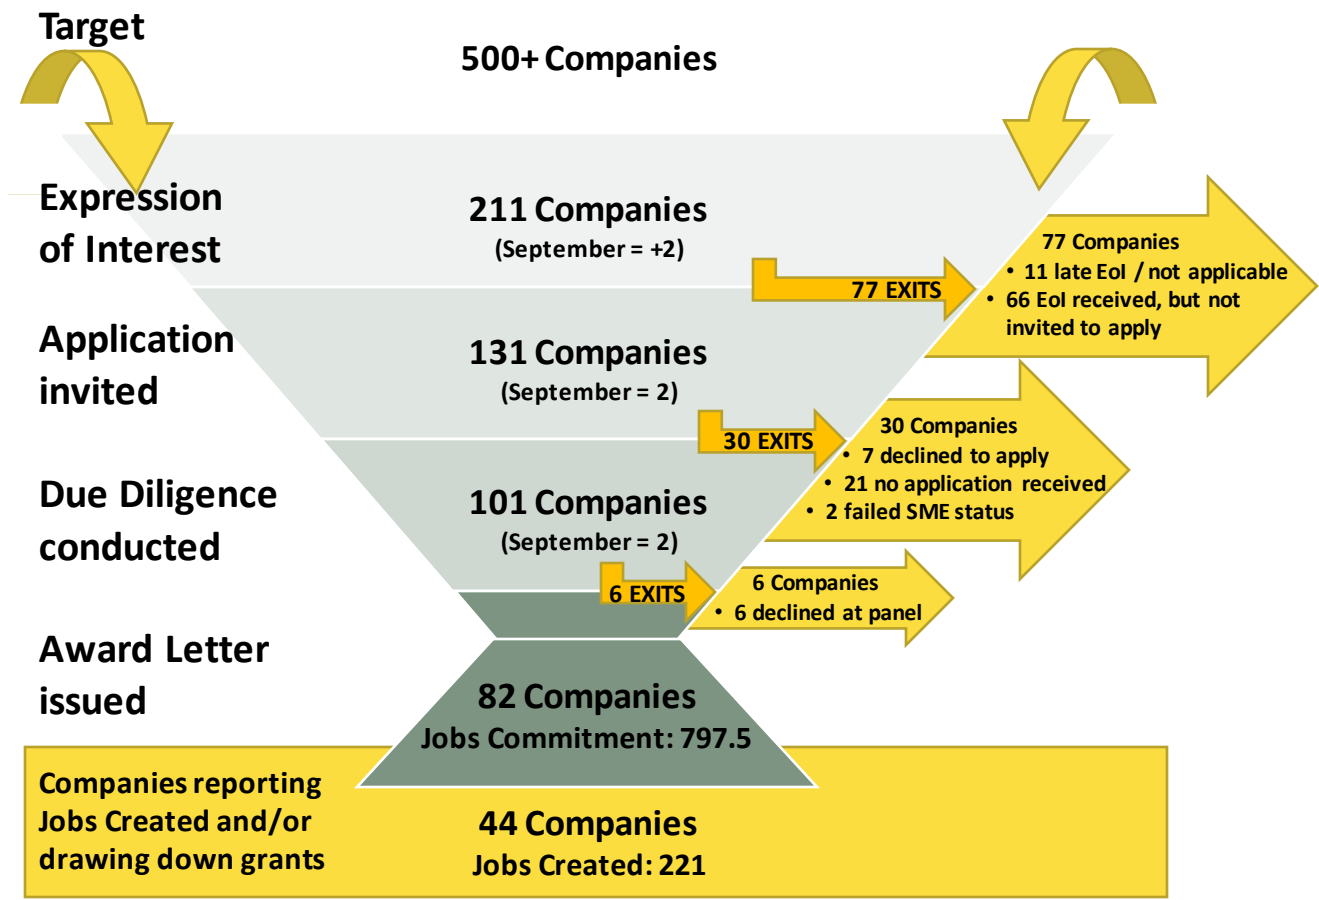 Target
500+ Companies
Expression
of Interest
211 Companies
(September = +2)
77 EXITS
77 Companies
• 11 late EoI / not applicable
• 66 EoI received, but not
invited to apply
Application
invited
131 Companies
(September = 2)
30 EXITS
30 Companies
• 7 declined to apply
• 21 no application received
• 2 failed SME status
Due Diligence
conducted
101 Companies
(September = 2)
6 EXITS
6 Companies
• 6 declined at panel
Award Letter
issued
82 Companies
Jobs Commitment: 797.5
Companies reporting
Jobs Created and/or
drawing down grants
44 Companies
Jobs Created: 221